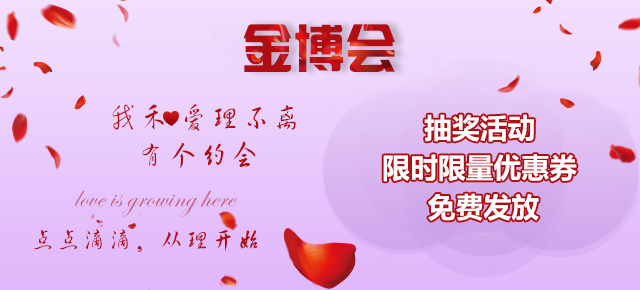 金博会
我和爱理不离
有个约会
love is growing here
点点滴滴，从理开始
抽奖活动
限时限量优惠券
免费发放